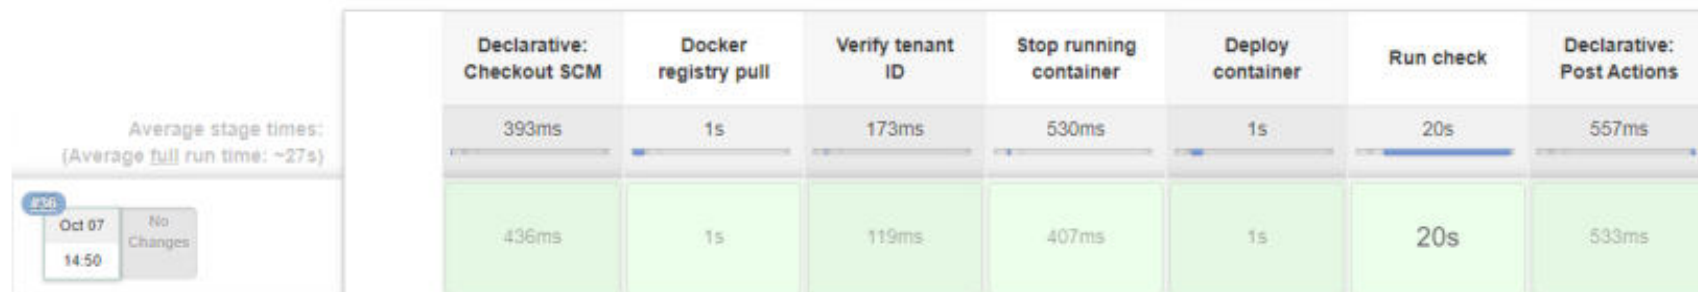 Declarative: Checkout SCM
Docker registry pull
Verify tenant ID
Stop running container
Deploy container
Run check
Declarative: Post Actions
Average stage times:
(Average full run time: ~27s)
393ms
1s
173ms
530ms
1s
20s
557ms
#36
Oct 07
14:50
No
Changes
436ms
1s
119ms
407ms
1s
20s
533ms